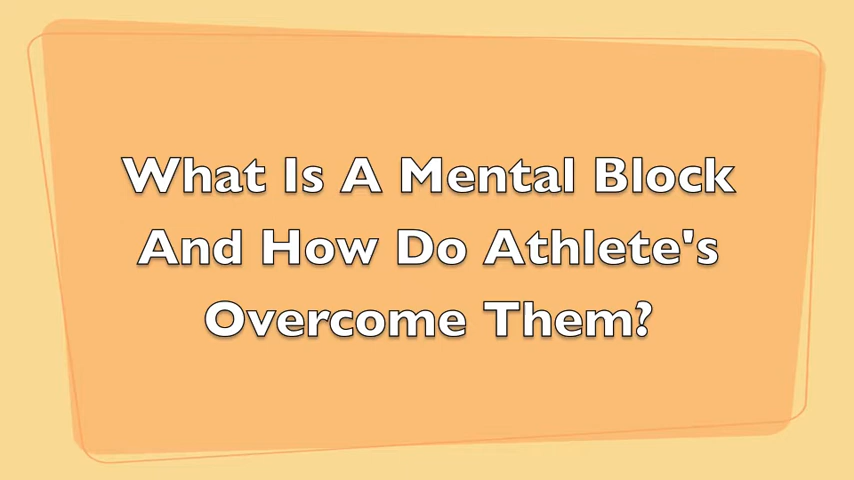 What Is A Mental Block
And How Do Athlete's
Overcome Them?